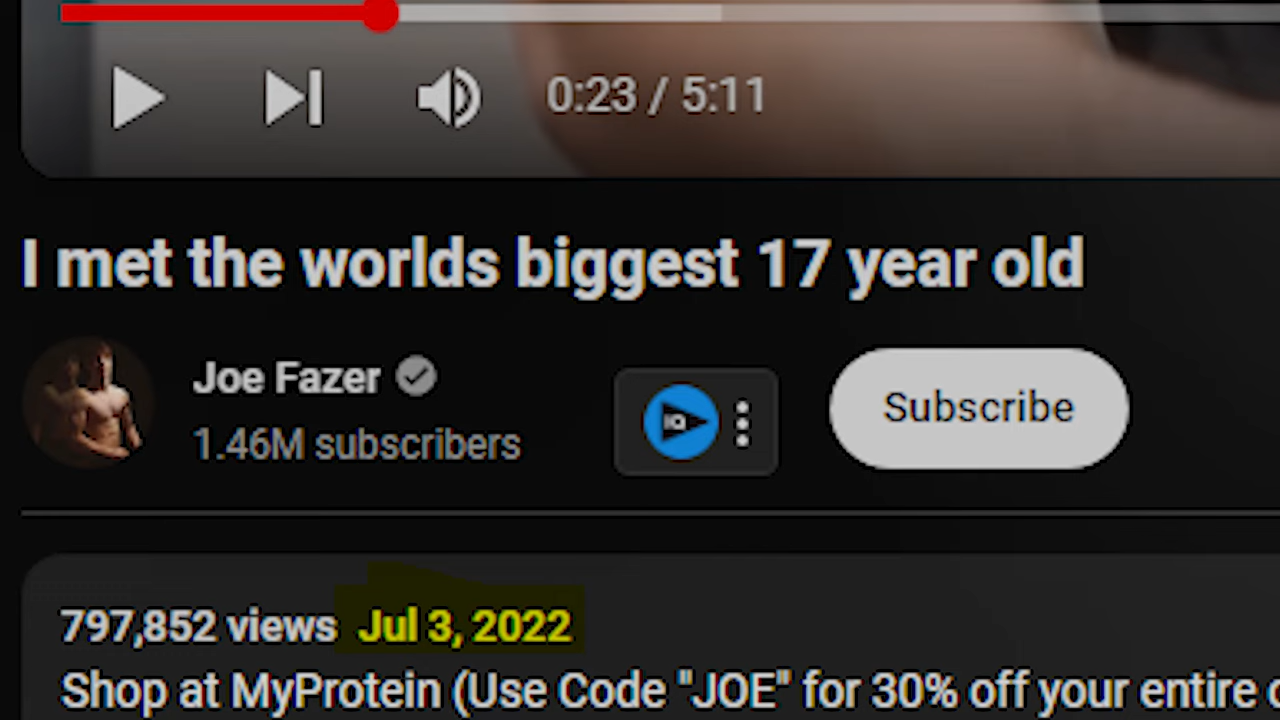 0:23 / 5:11
I met the worlds biggest 17 year old
Joe Fazer
1.46M subscribers
IQ
Subscribe
797,852 views Jul 3, 2022
Shop at MyProtein (Use Code "JOE" for 30% off your entire